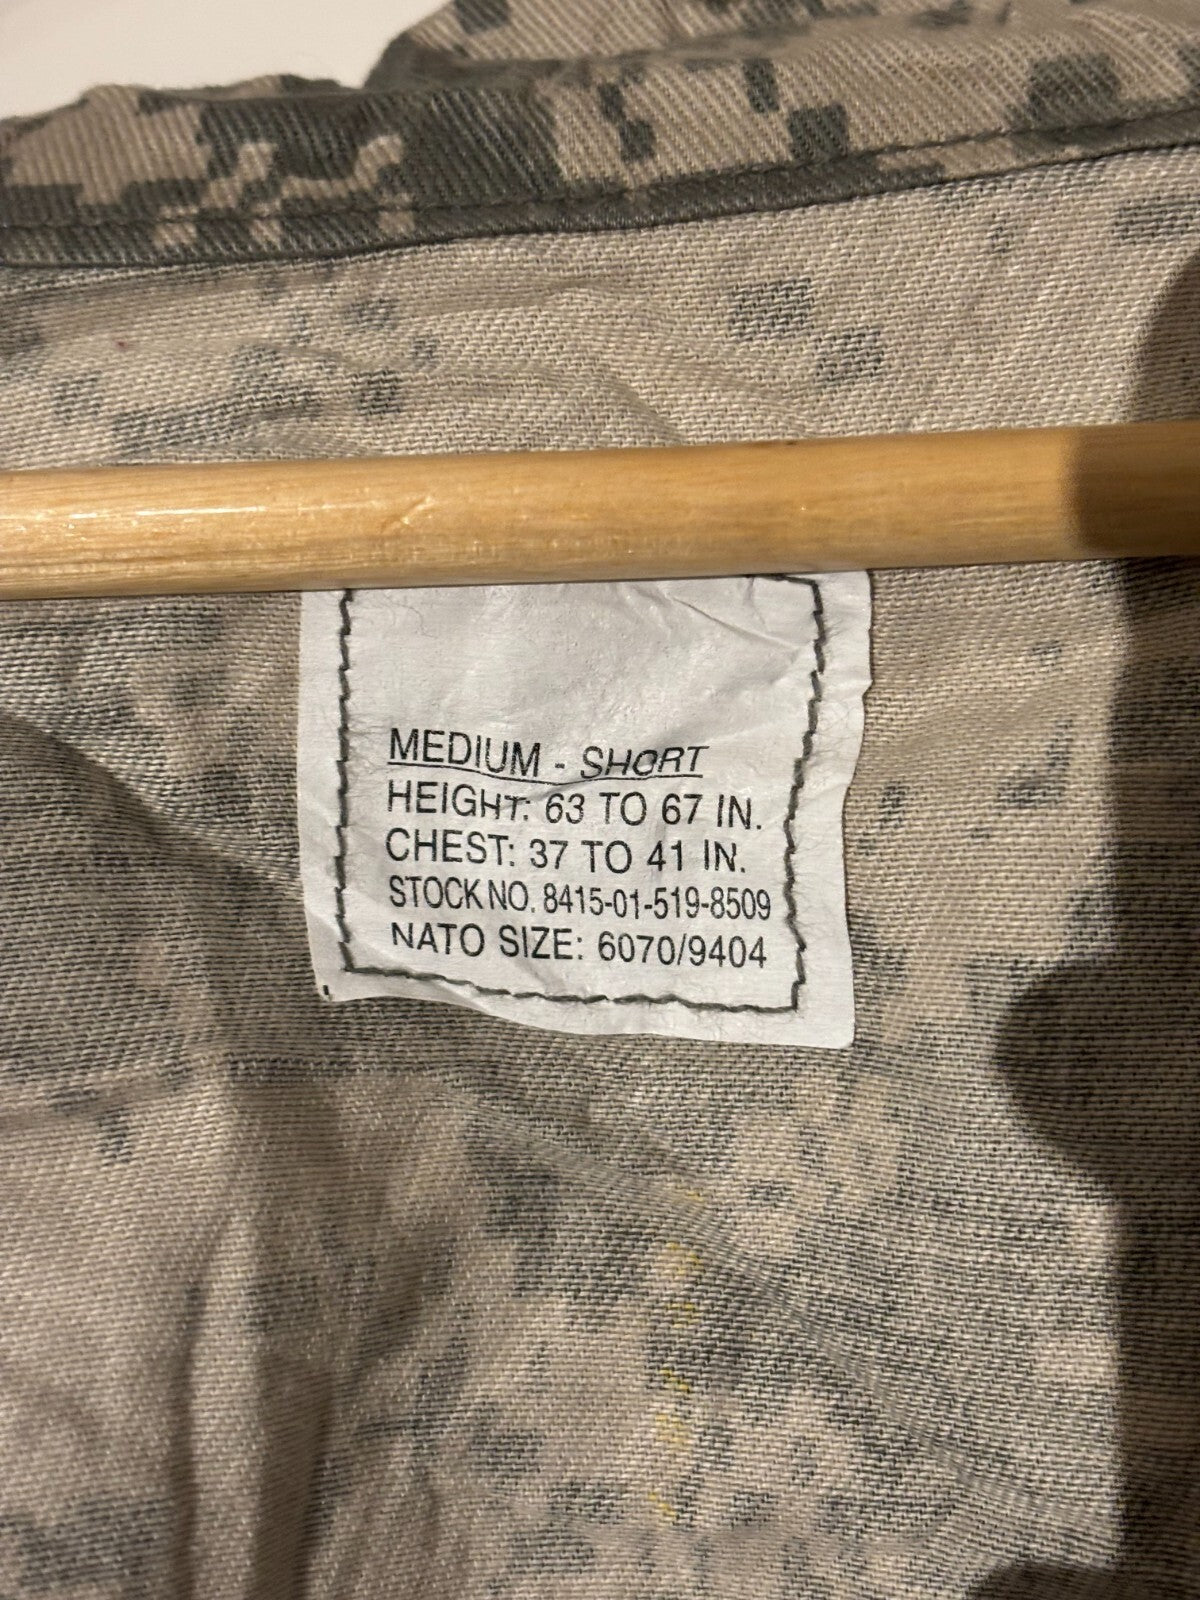 MEDIUM - SHORT
HEIGHT: 63 TO 67 IN.
CHEST: 37 TO 41 IN.
STOCK NO. 8415-01-519-8509
NATO SIZE: 6070/9404